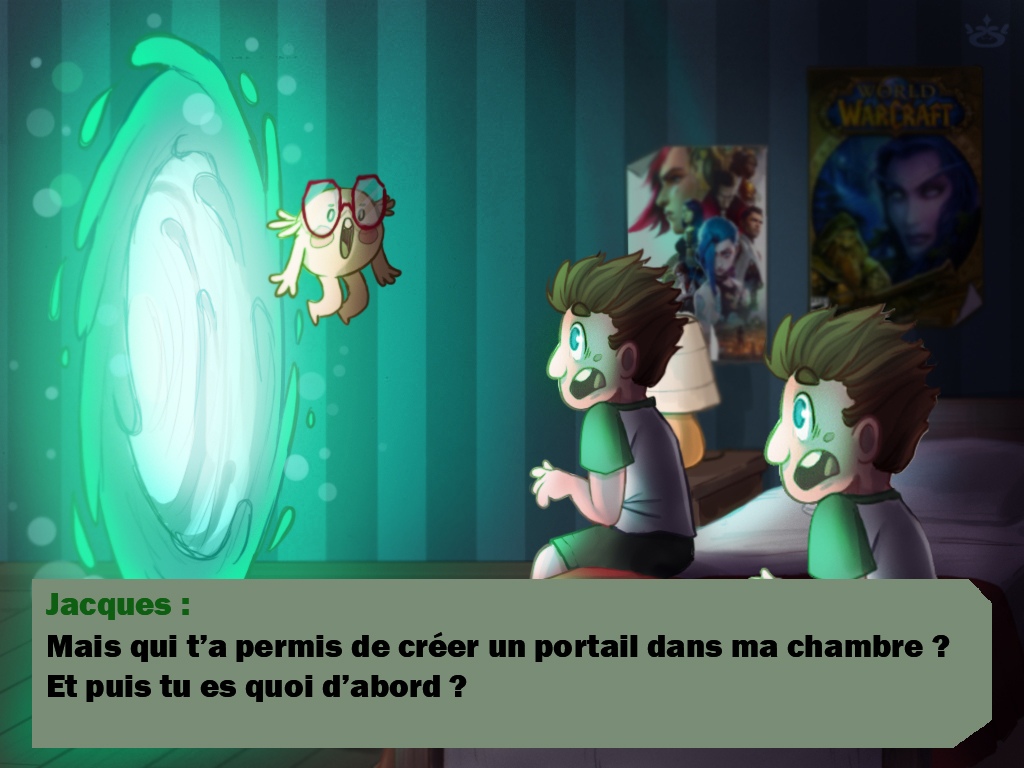 WORLD
WARCRAFT
Jacques :
Mais qui t’a permis de créer un portail dans ma chambre ?
Et puis tu es quoi d’abord ?